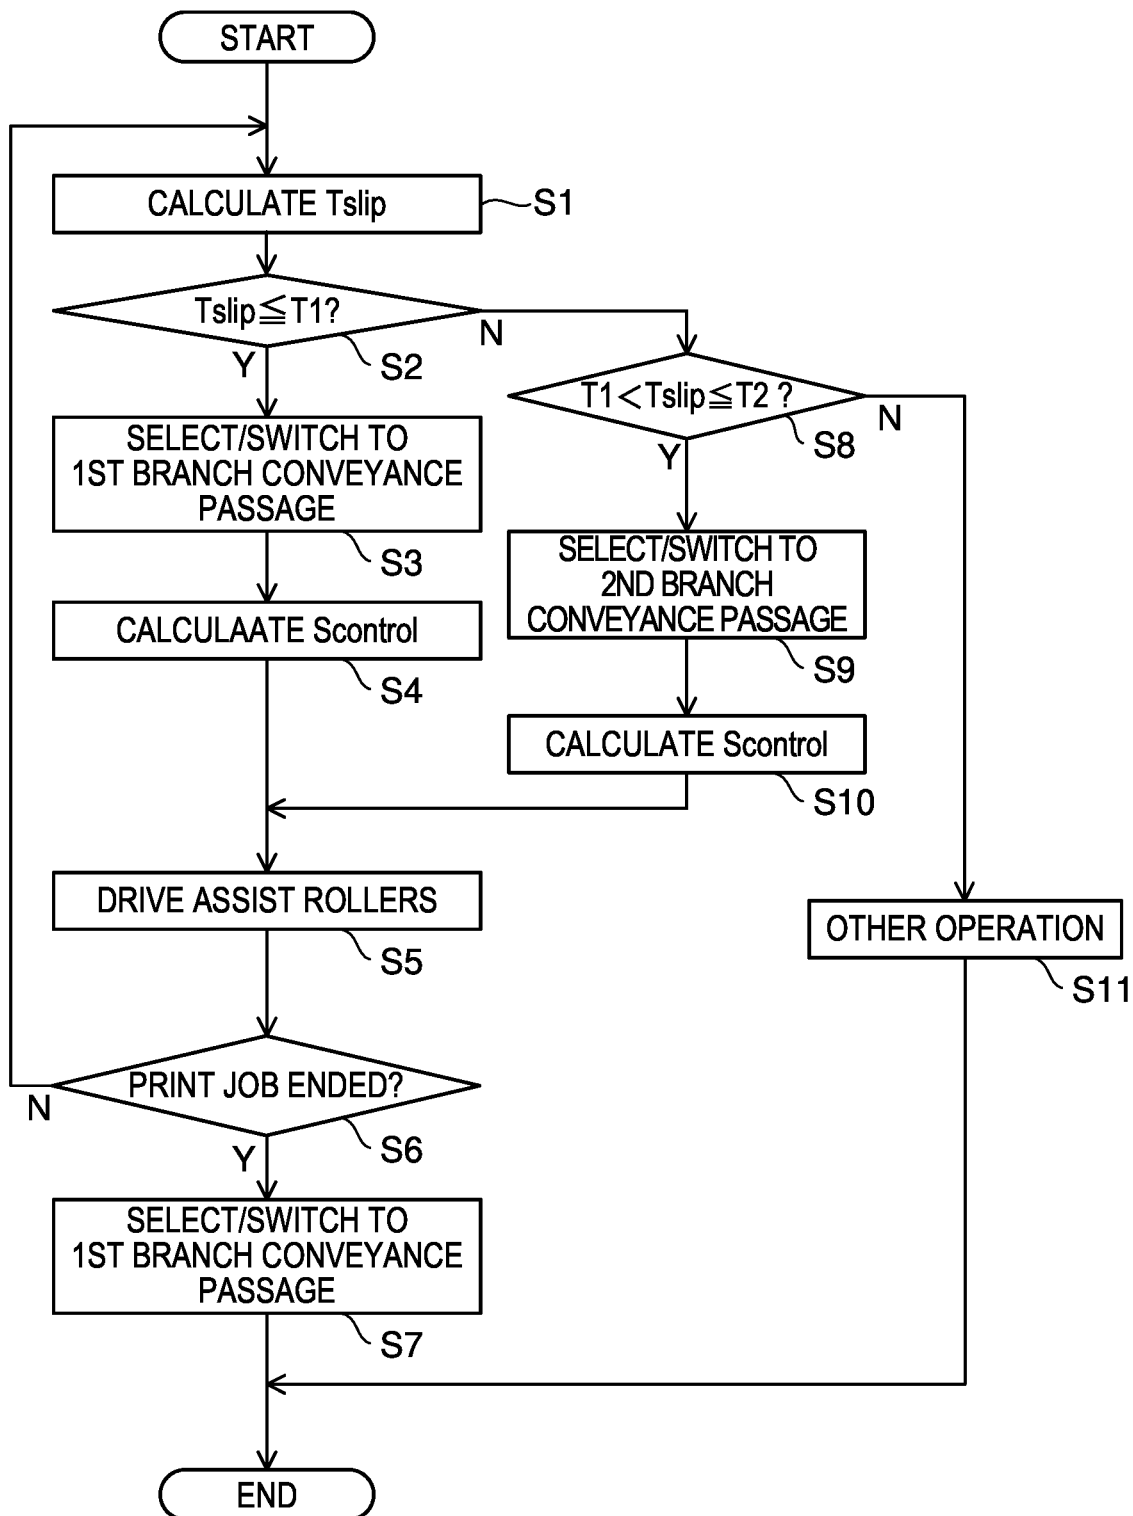 START
CALCULATE Tslip
S1
Tslip≦T1?
N
S2
Y
T1<Tslip≦T2 ?
N
S8
Y
SELECT/SWITCH TO
1ST BRANCH CONVEYANCE
PASSAGE
S3
SELECT/SWITCH TO
2ND BRANCH
CONVEYANCE PASSAGE
S9
CALCULAATE Scontrol
S4
CALCULATE Scontrol
S10
DRIVE ASSIST ROLLERS
S5
OTHER OPERATION
S11
PRINT JOB ENDED?
N
S6
Y
SELECT/SWITCH TO
1ST BRANCH CONVEYANCE
PASSAGE
S7
END